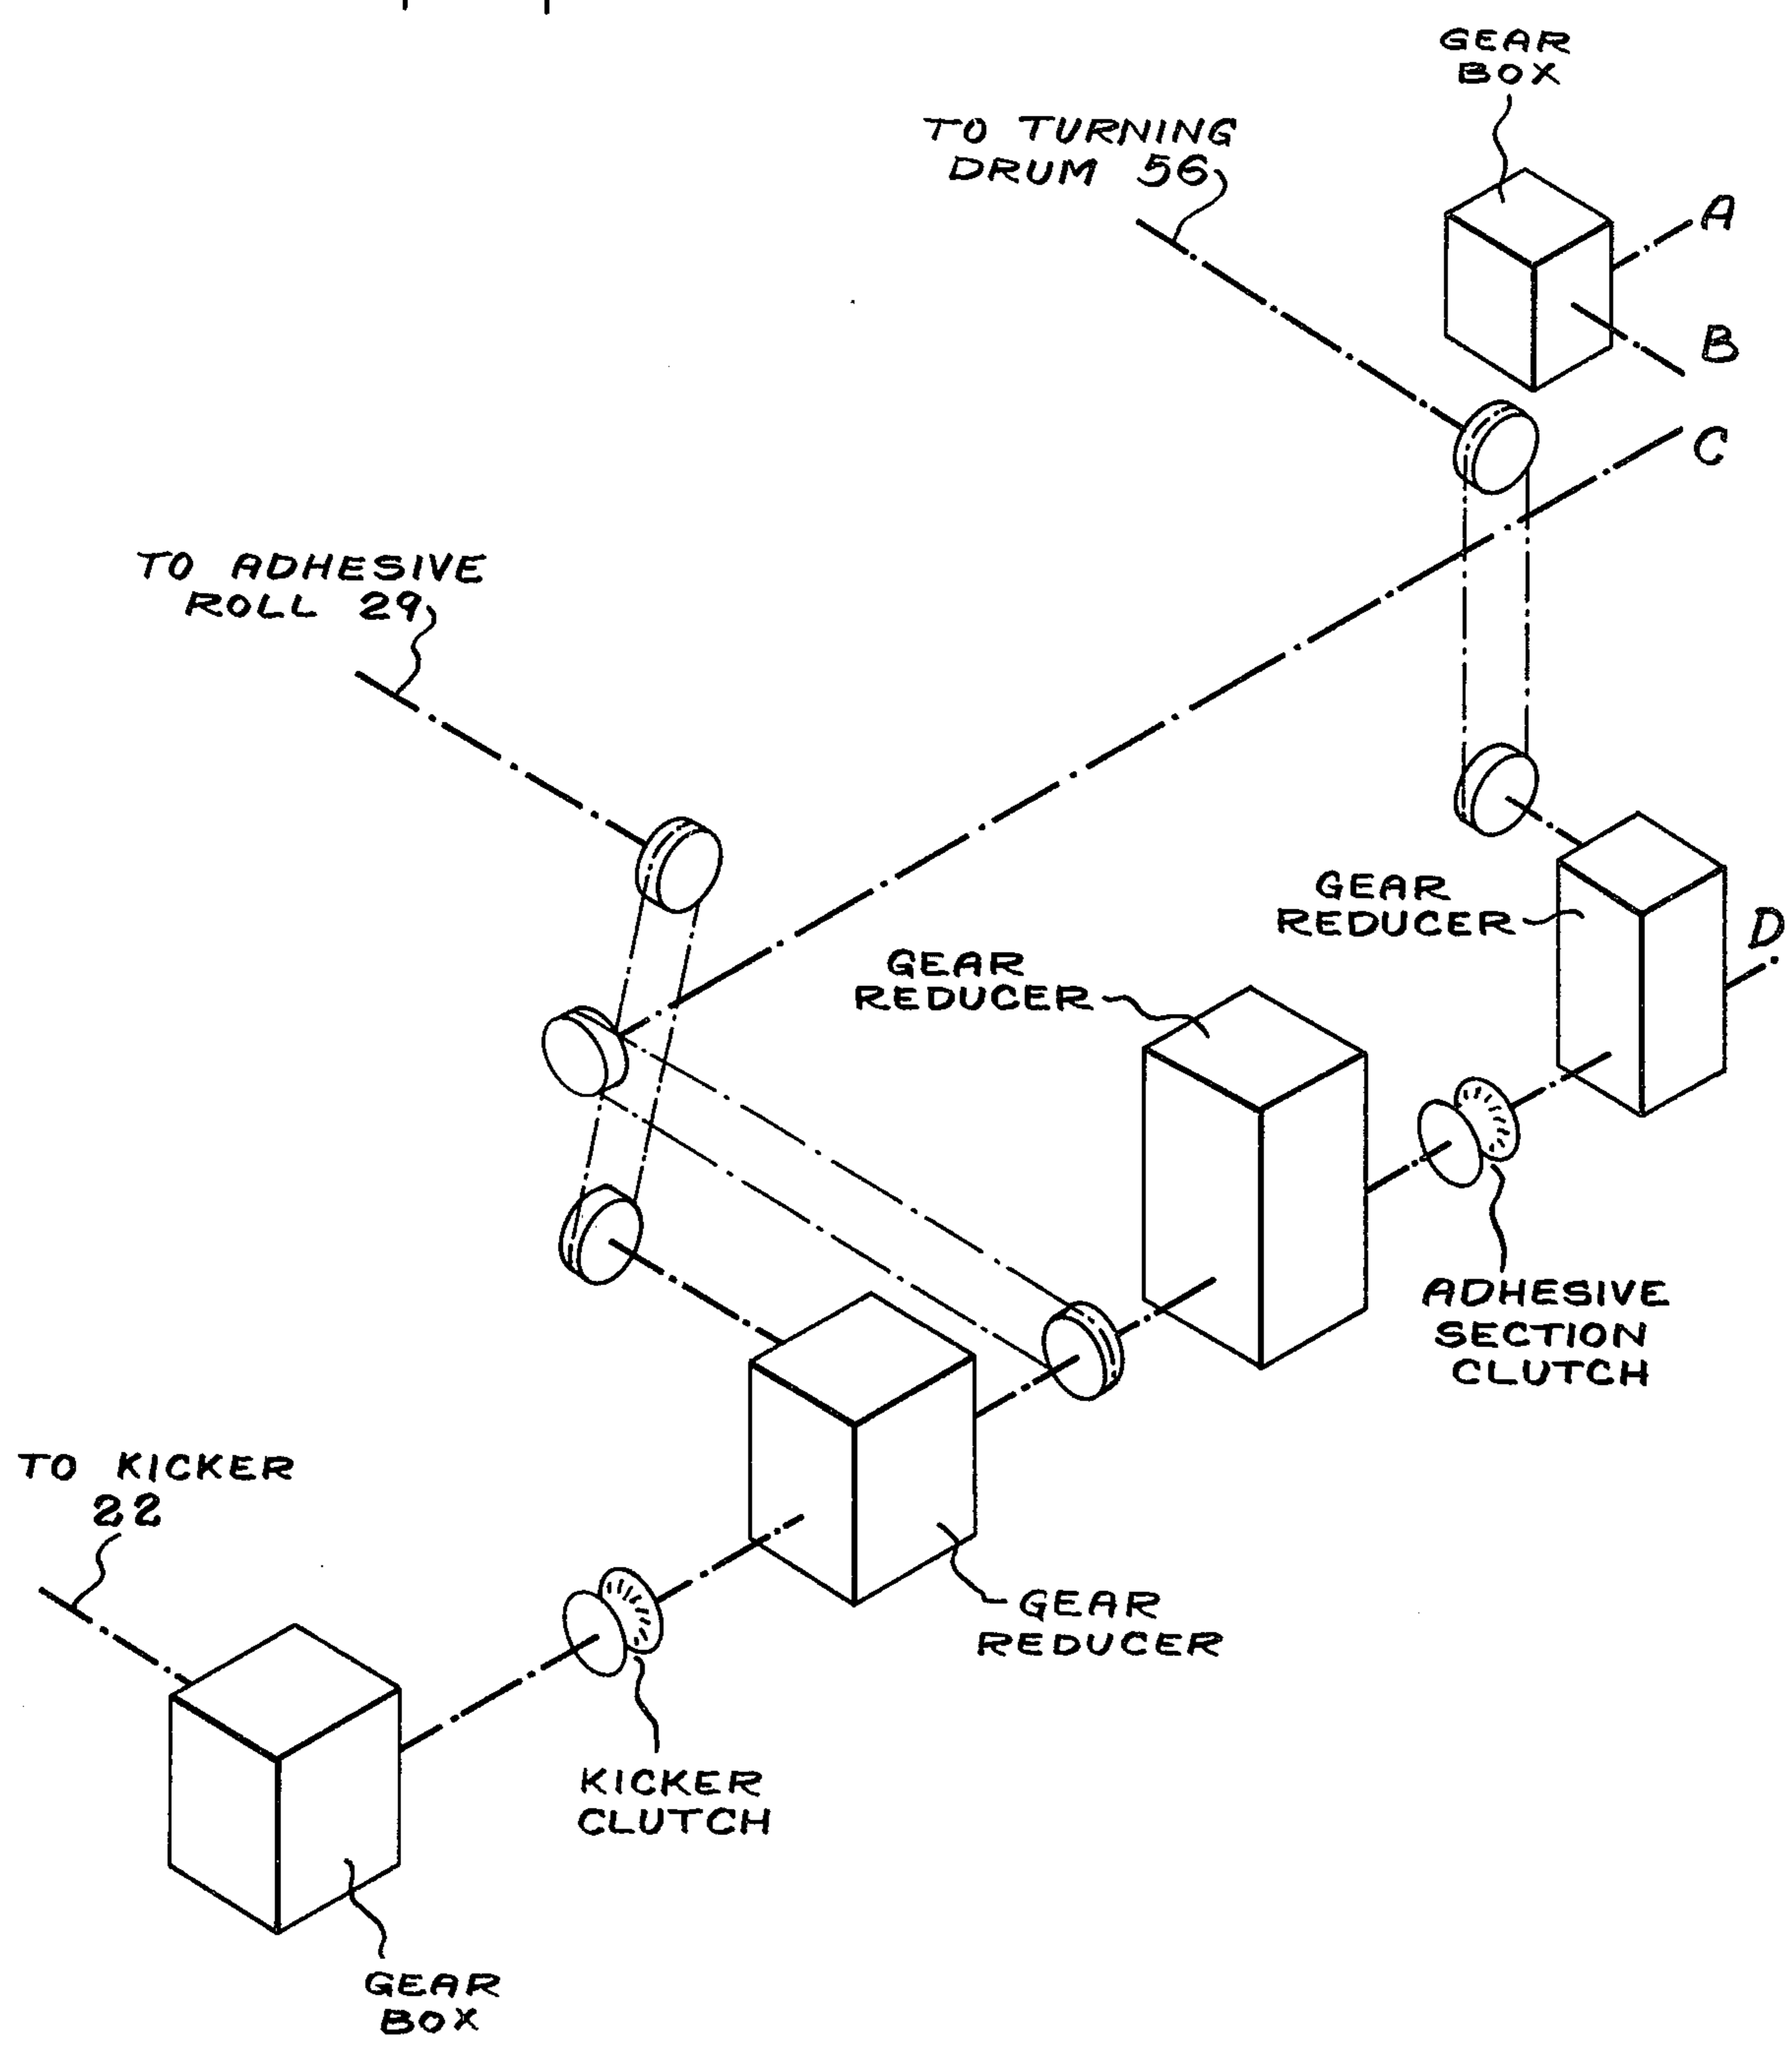 GEAR
BOX
TO TURNING
DRUM 56
A
B
C
TO ADHESIVE
ROLL 29
GEAR
REDUCER
D
GEAR
REDUCER
ADHESIVE
SECTION
CLUTCH
TO KICKER
22
GEAR
REDUCER
KICKER
CLUTCH
GEAR
BOX